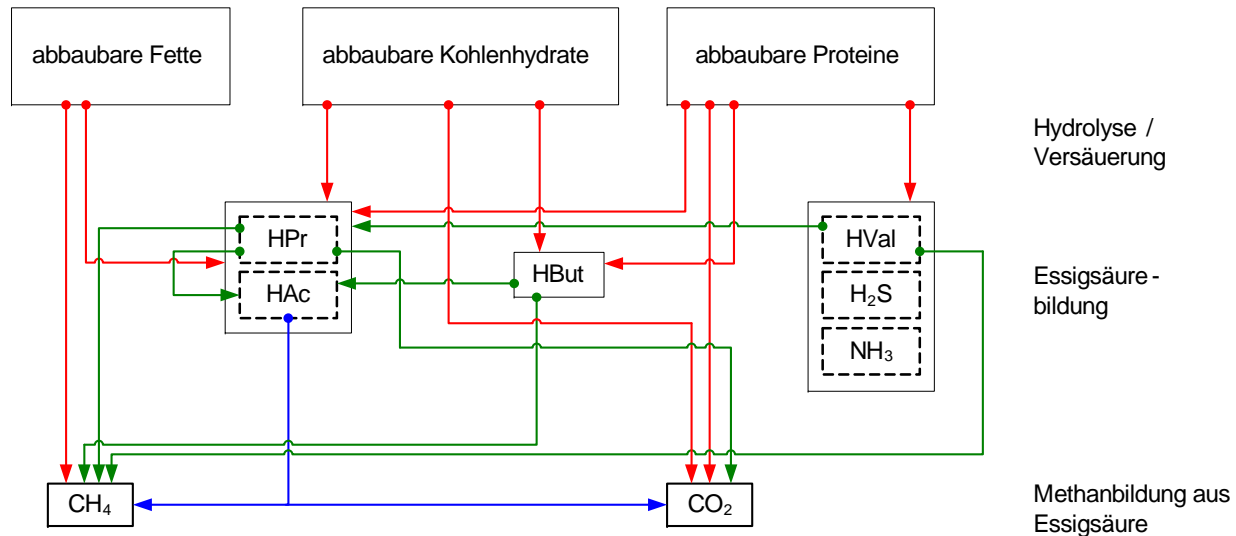 abbaubare Fette
abbaubare Kohlenhydrate
abbaubare Proteine
Hydrolyse /
Versäuerung
HPr
HVal
HAc
HBut
H₂S
Essigsäure -
bildung
NH₃
CH₄
CO₂
Methanbildung aus
Essigsäure